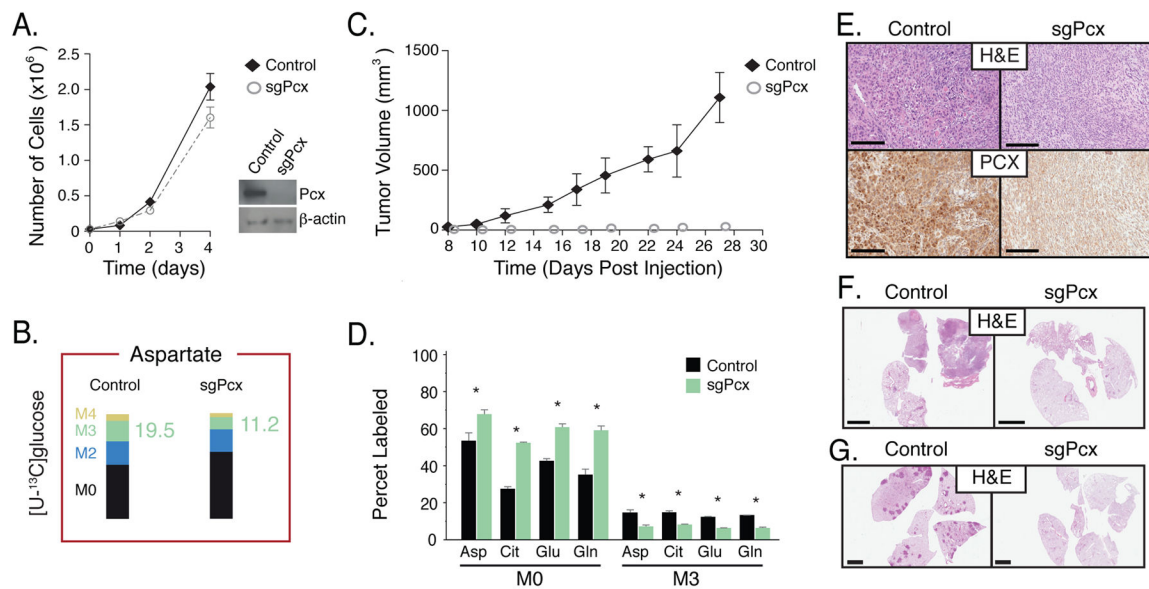 A.
Number of Cells (x10⁶)
2.5
2.0
1.5
1.0
0.5
0
0 1 2 4
Time (days)
Control
sgPcx
Control sgPcx
Pcx
β-actin
B.
Aspartate
[U-¹³C]glucose
Control sgPcx
M4
M3 19.5 11.2
M2
M0
C.
Tumor Volume (mm³)
1500
1000
500
0
8 10 12 14 16 18 20 22 24 26 28 30
Time (Days Post Injection)
Control
sgPcx
D.
Percet Labeled
100
80
60
40
20
0
Control
sgPcx
* * * * * * * *
Asp Cit Glu Gln Asp Cit Glu Gln
M0 M3
E.
Control sgPcx
H&E
PCX
F.
Control sgPcx
H&E
G.
Control sgPcx
H&E